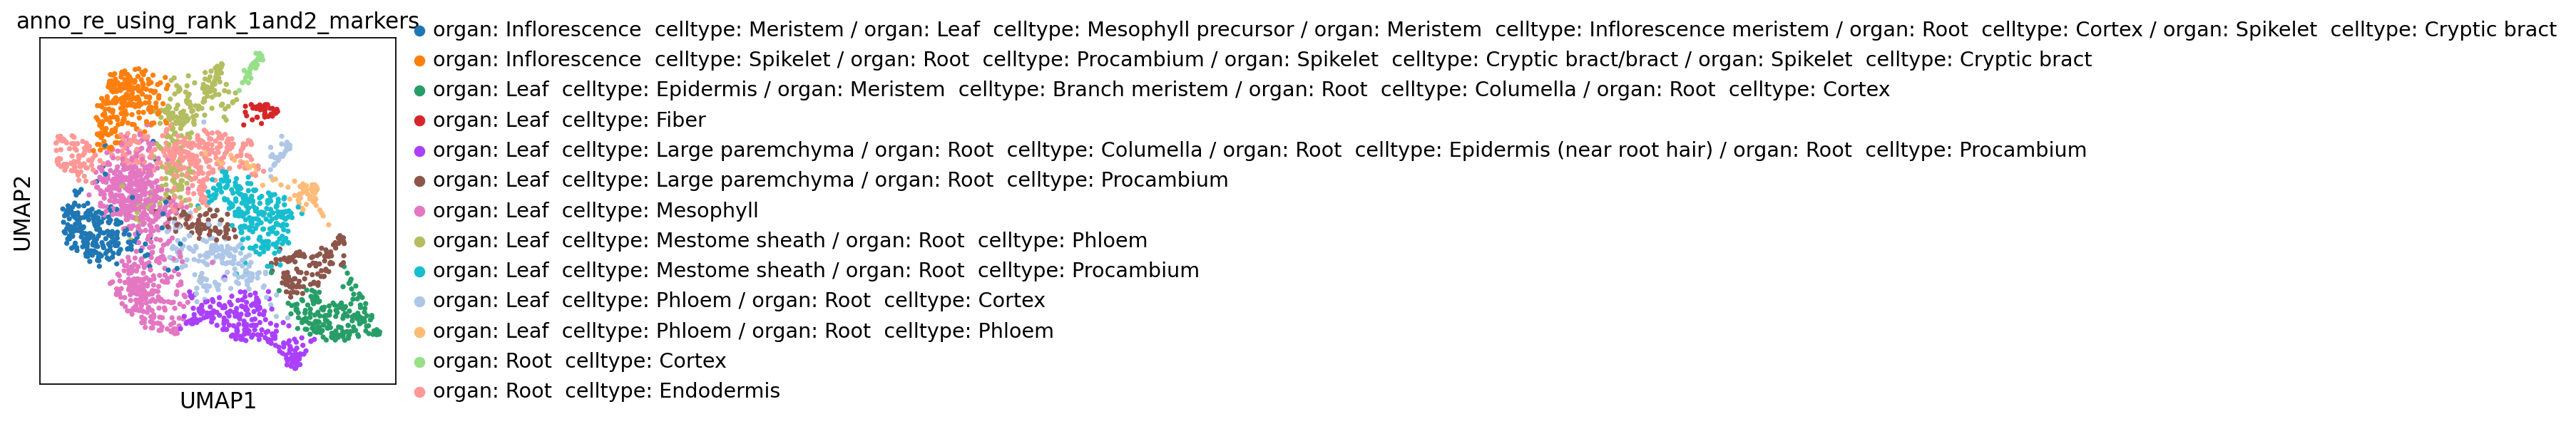 anno_re_using_rank_1and2_markers
organ: Inflorescence  celltype: Meristem / organ: Leaf  celltype: Mesophyll precursor / organ: Meristem  celltype: Inflorescence meristem / organ: Root  celltype: Cortex / organ: Spikelet  celltype: Cryptic bract
organ: Inflorescence  celltype: Spikelet / organ: Root  celltype: Procambium / organ: Spikelet  celltype: Cryptic bract/bract / organ: Spikelet  celltype: Cryptic bract
organ: Leaf  celltype: Epidermis / organ: Meristem  celltype: Branch meristem / organ: Root  celltype: Columella / organ: Root  celltype: Cortex
organ: Leaf  celltype: Fiber
organ: Leaf  celltype: Large paremchyma / organ: Root  celltype: Columella / organ: Root  celltype: Epidermis (near root hair) / organ: Root  celltype: Procambium
organ: Leaf  celltype: Large paremchyma / organ: Root  celltype: Procambium
organ: Leaf  celltype: Mesophyll
organ: Leaf  celltype: Mestome sheath / organ: Root  celltype: Phloem
organ: Leaf  celltype: Mestome sheath / organ: Root  celltype: Procambium
organ: Leaf  celltype: Phloem / organ: Root  celltype: Cortex
organ: Leaf  celltype: Phloem / organ: Root  celltype: Phloem
organ: Root  celltype: Cortex
organ: Root  celltype: Endodermis
UMAP2
UMAP1